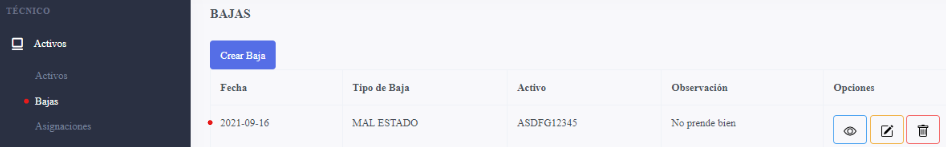 TÉCNICO
Activos
Activos
Bajas
Asignaciones
BAJAS
Crear Baja
Fecha Tipo de Baja Activo Observación Opciones
2021-09-16 MAL ESTADO ASDFG12345 No prende bien